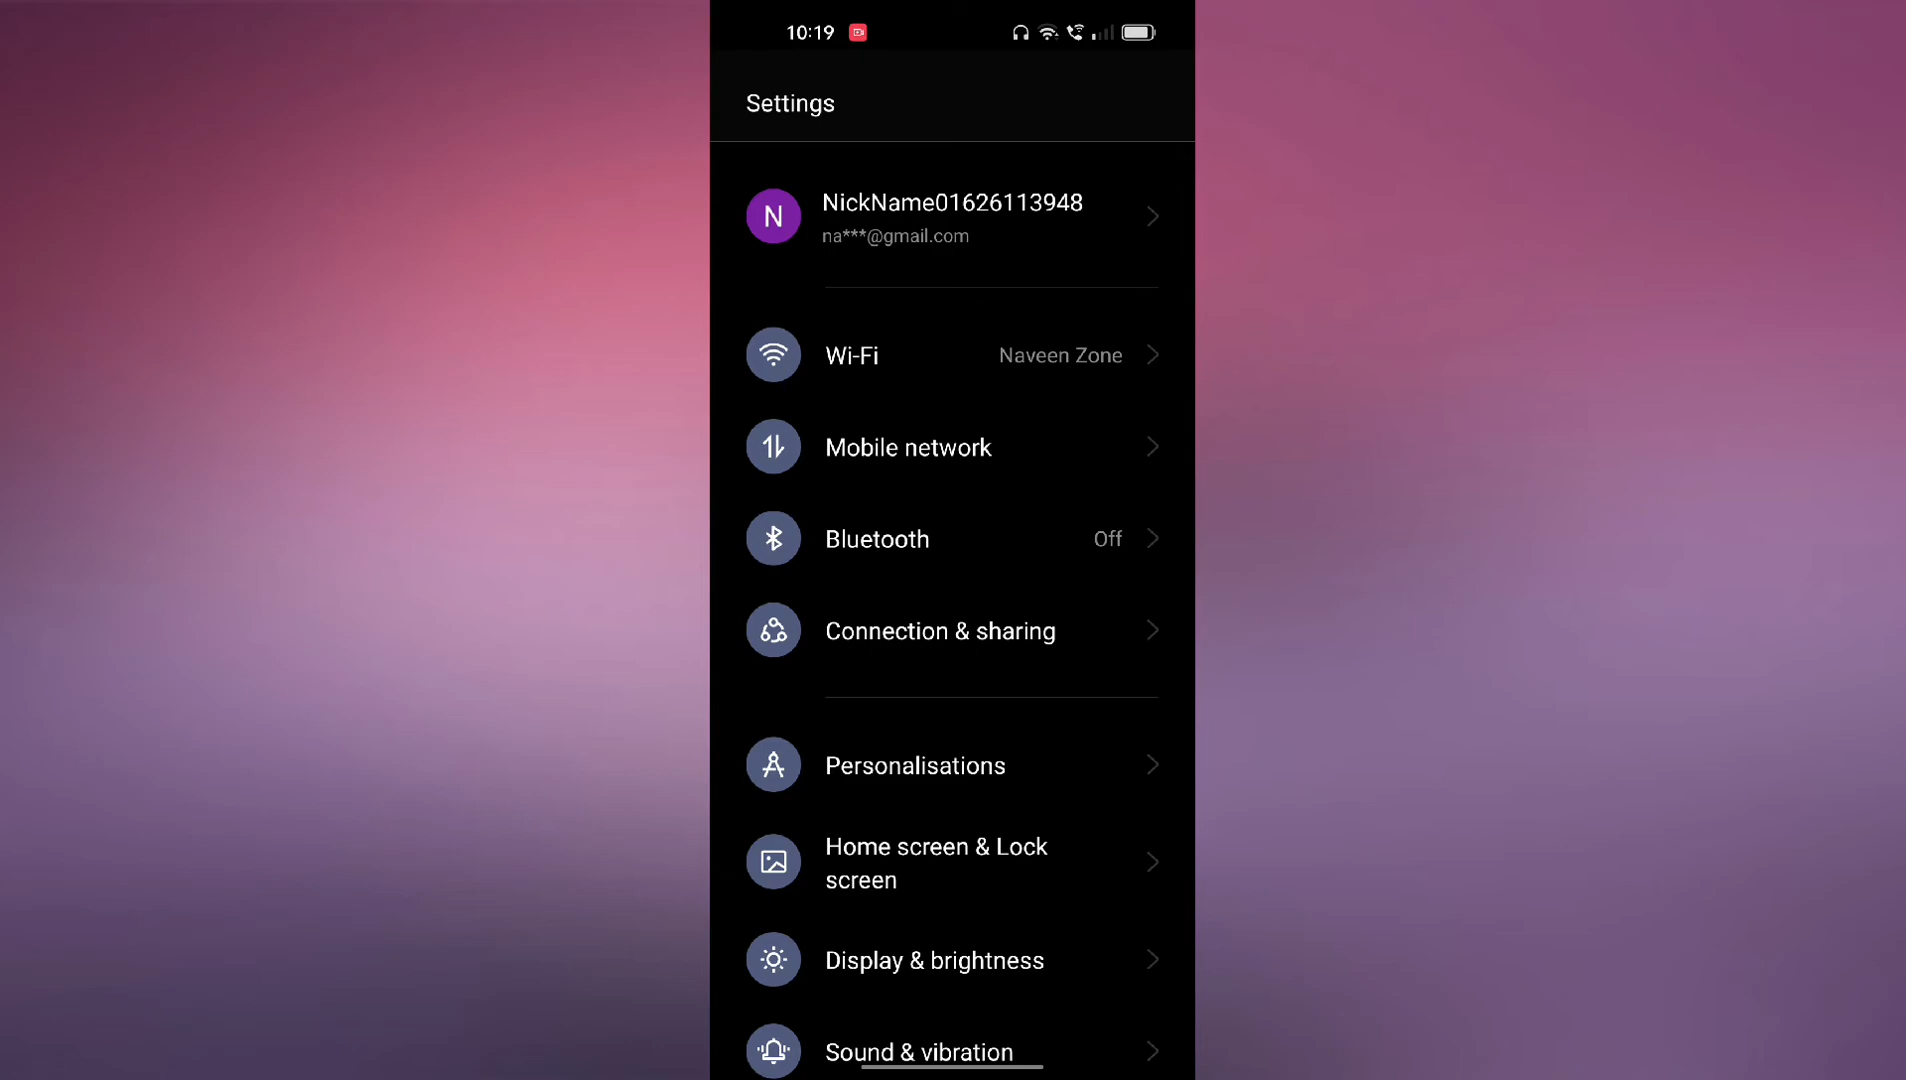 10:19
Settings
N
NickName01626113948
na***@gmail.com
Wi-Fi Naveen Zone
Mobile network
Bluetooth Off
Connection & sharing
Personalisations
Home screen & Lock
screen
Display & brightness
Sound & vibration